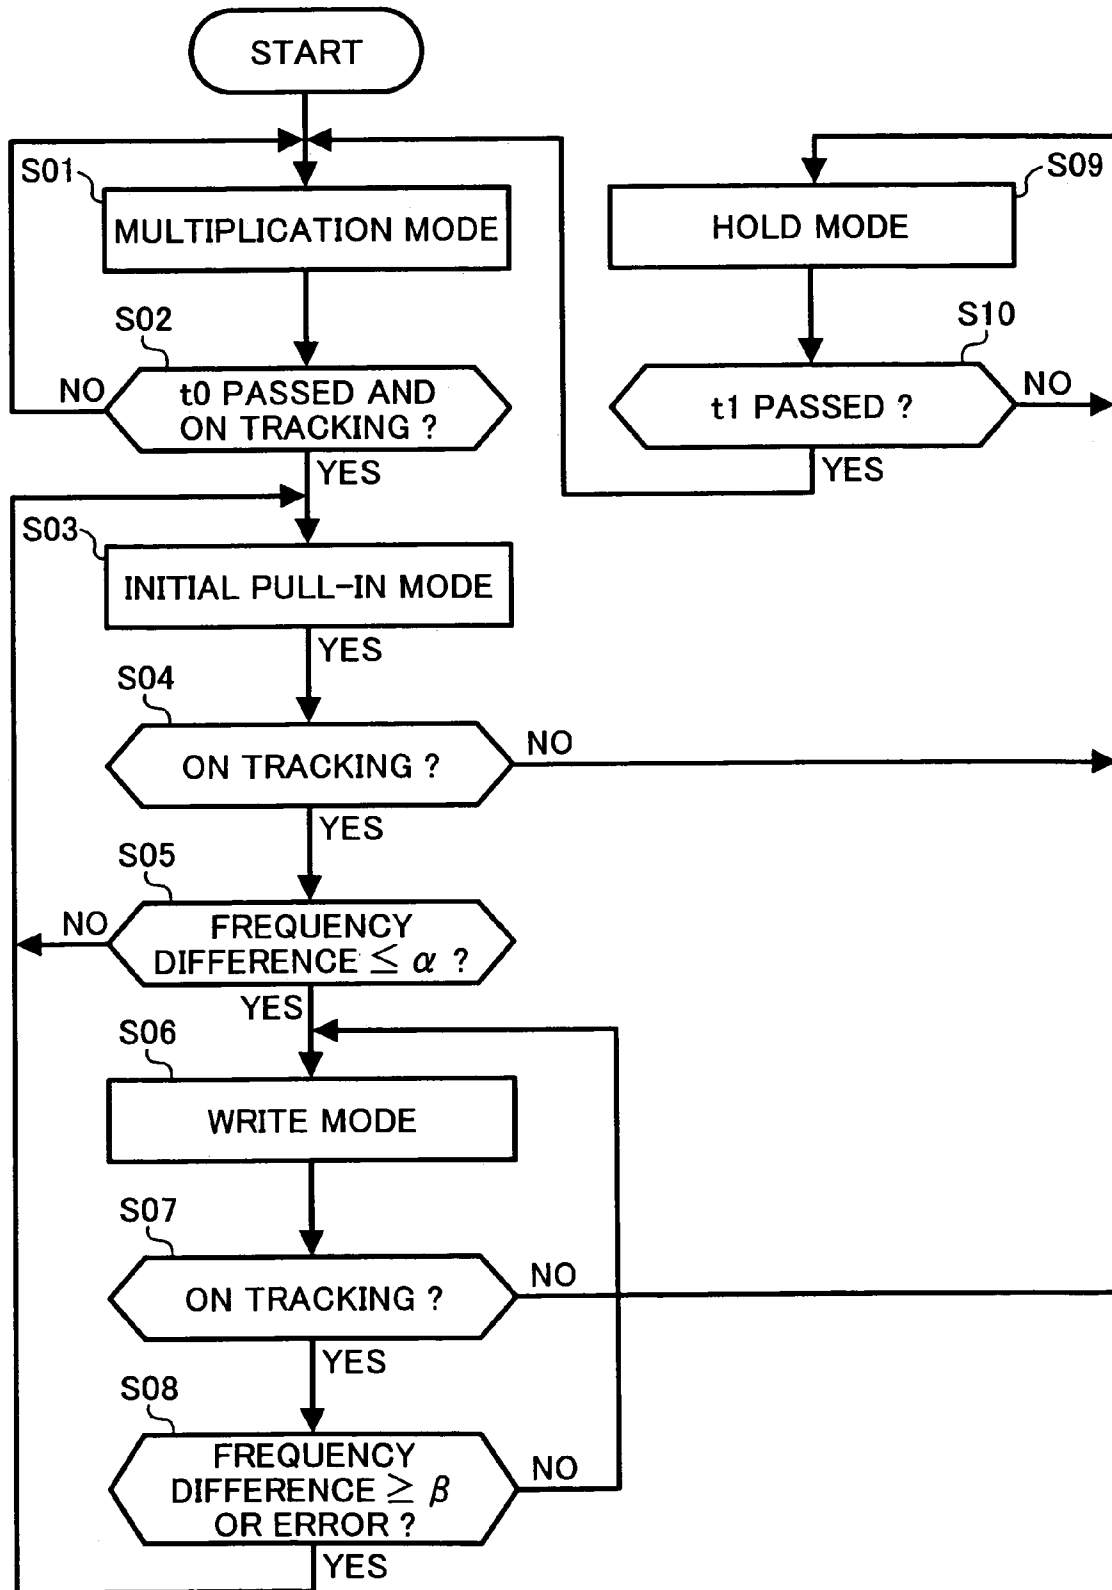 START
S01
MULTIPLICATION MODE
S02
NO
t0 PASSED AND
ON TRACKING ?
YES
S03
INITIAL PULL-IN MODE
YES
S04
ON TRACKING ?
NO
YES
S05
NO
FREQUENCY
DIFFERENCE ≤ α ?
YES
S06
WRITE MODE
S07
ON TRACKING ?
NO
YES
S08
FREQUENCY
DIFFERENCE ≥ β
OR ERROR ?
NO
YES
S09
HOLD MODE
S10
t1 PASSED ?
NO
YES